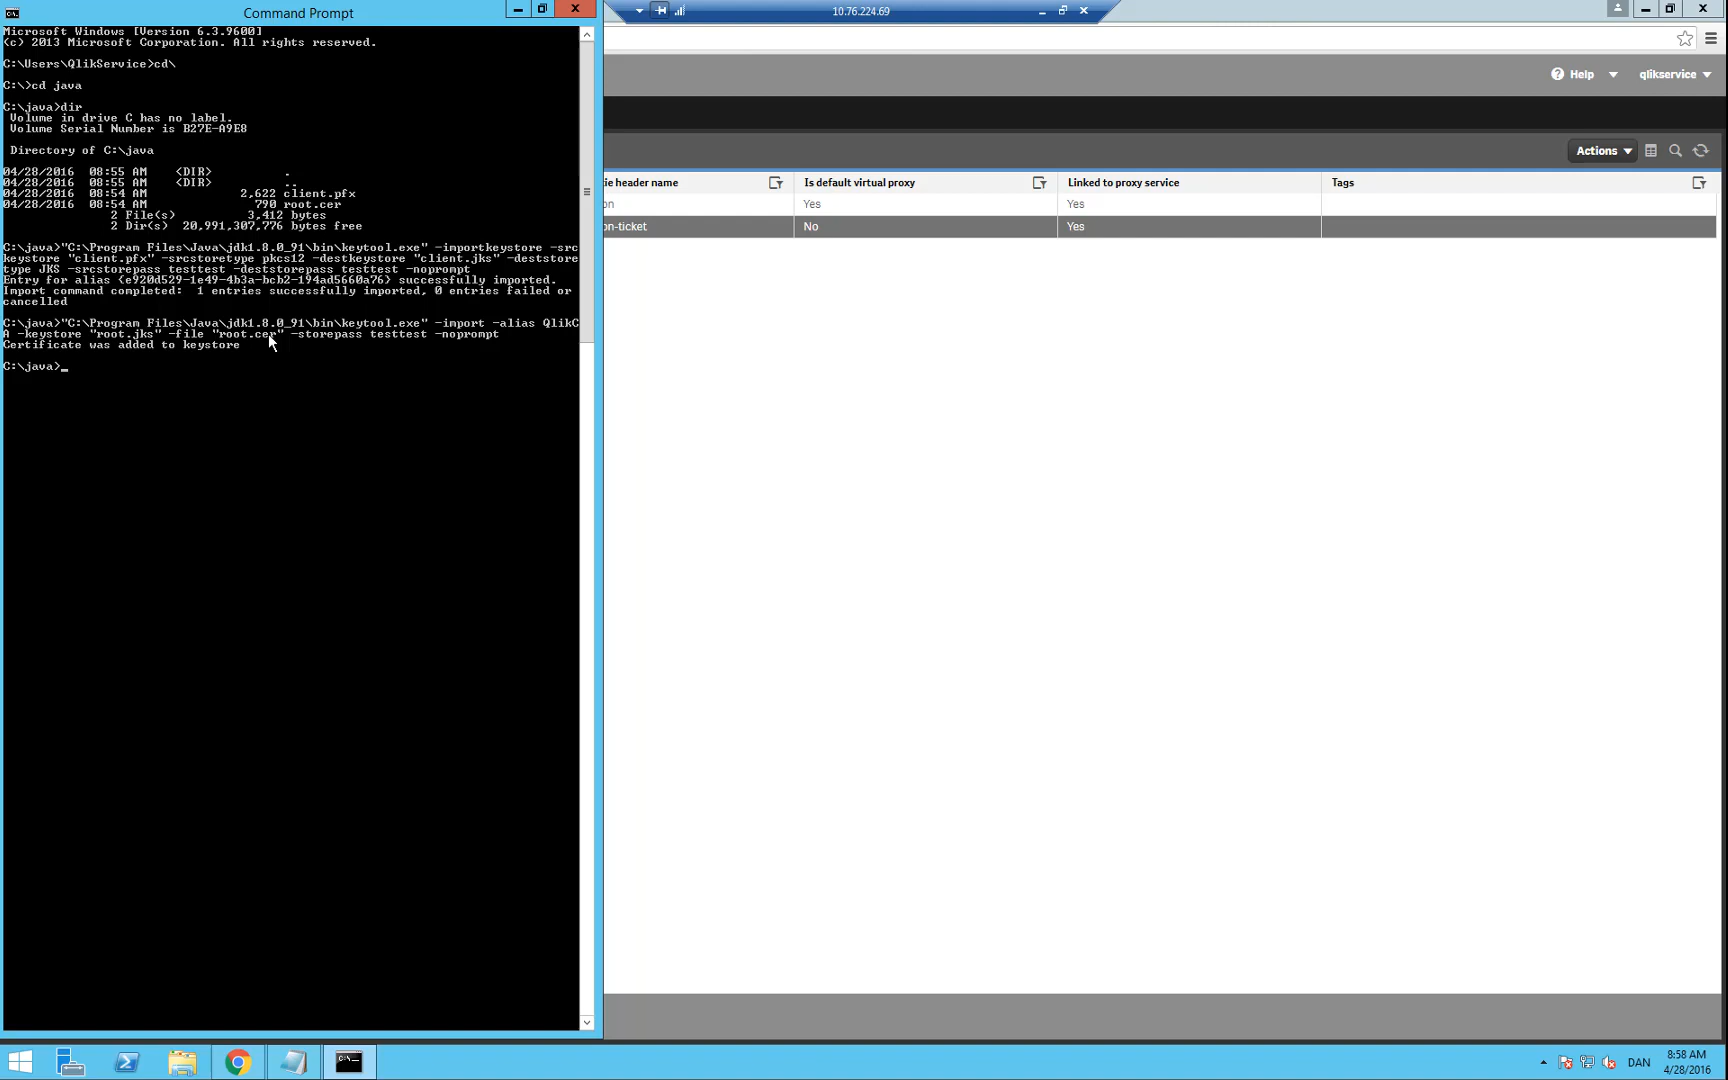 Command Prompt
Microsoft Windows [Version 6.3.9600]
(c) 2013 Microsoft Corporation. All rights reserved.
C:\Users\QlikService>cd\
C:\>cd java
C:\java>dir
Volume in drive C has no label.
Volume Serial Number is B27E-A9E8
Directory of C:\java
04/28/2016 08:55 AM <DIR> .
04/28/2016 08:55 AM <DIR> ..
04/28/2016 08:54 AM 2,622 client.pfx
04/28/2016 08:54 AM 790 root.cer
2 File(s) 3,412 bytes
2 Dir(s) 20,991,307,776 bytes free
C:\java>"C:\Program Files\Java\jdk1.8.0_91\bin\keytool.exe" -importkeystore -src
keystore "client.pfx" -srcstoretype pkcs12 -destkeystore "client.jks" -deststore
type JKS -srcstorepass testtest -deststorepass testtest -noprompt
Entry for alias {e920d529-1e49-4b3a-bcb2-194ad5660a76} successfully imported.
Import command completed: 1 entries successfully imported, 0 entries failed or
cancelled
C:\java>"C:\Program Files\Java\jdk1.8.0_91\bin\keytool.exe" -import -alias QlikC
A -keystore "root.jks" -file "root.cer" -storepass testtest -noprompt
Certificate was added to keystore
C:\java>_
10.76.224.69
Help
qlikservice
Actions
ie header name Is default virtual proxy Linked to proxy service Tags
on Yes Yes
on-ticket No Yes
DAN
8:58 AM
4/28/2016